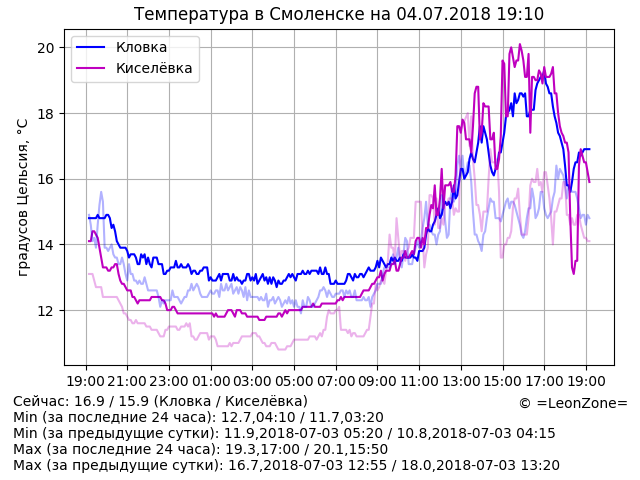 Температура в Смоленске на 04.07.2018 19:10
Кловка
Киселёвка
градусов Цельсия, °C
20
18
16
14
12
19:00 21:00 23:00 01:00 03:00 05:00 07:00 09:00 11:00 13:00 15:00 17:00 19:00
Сейчас: 16.9 / 15.9 (Кловка / Киселёвка)
© =LeonZone=
Min (за последние 24 часа): 12.7,04:10 / 11.7,03:20
Min (за предыдущие сутки): 11.9,2018-07-03 05:20 / 10.8,2018-07-03 04:15
Max (за последние 24 часа): 19.3,17:00 / 20.1,15:50
Max (за предыдущие сутки): 16.7,2018-07-03 12:55 / 18.0,2018-07-03 13:20